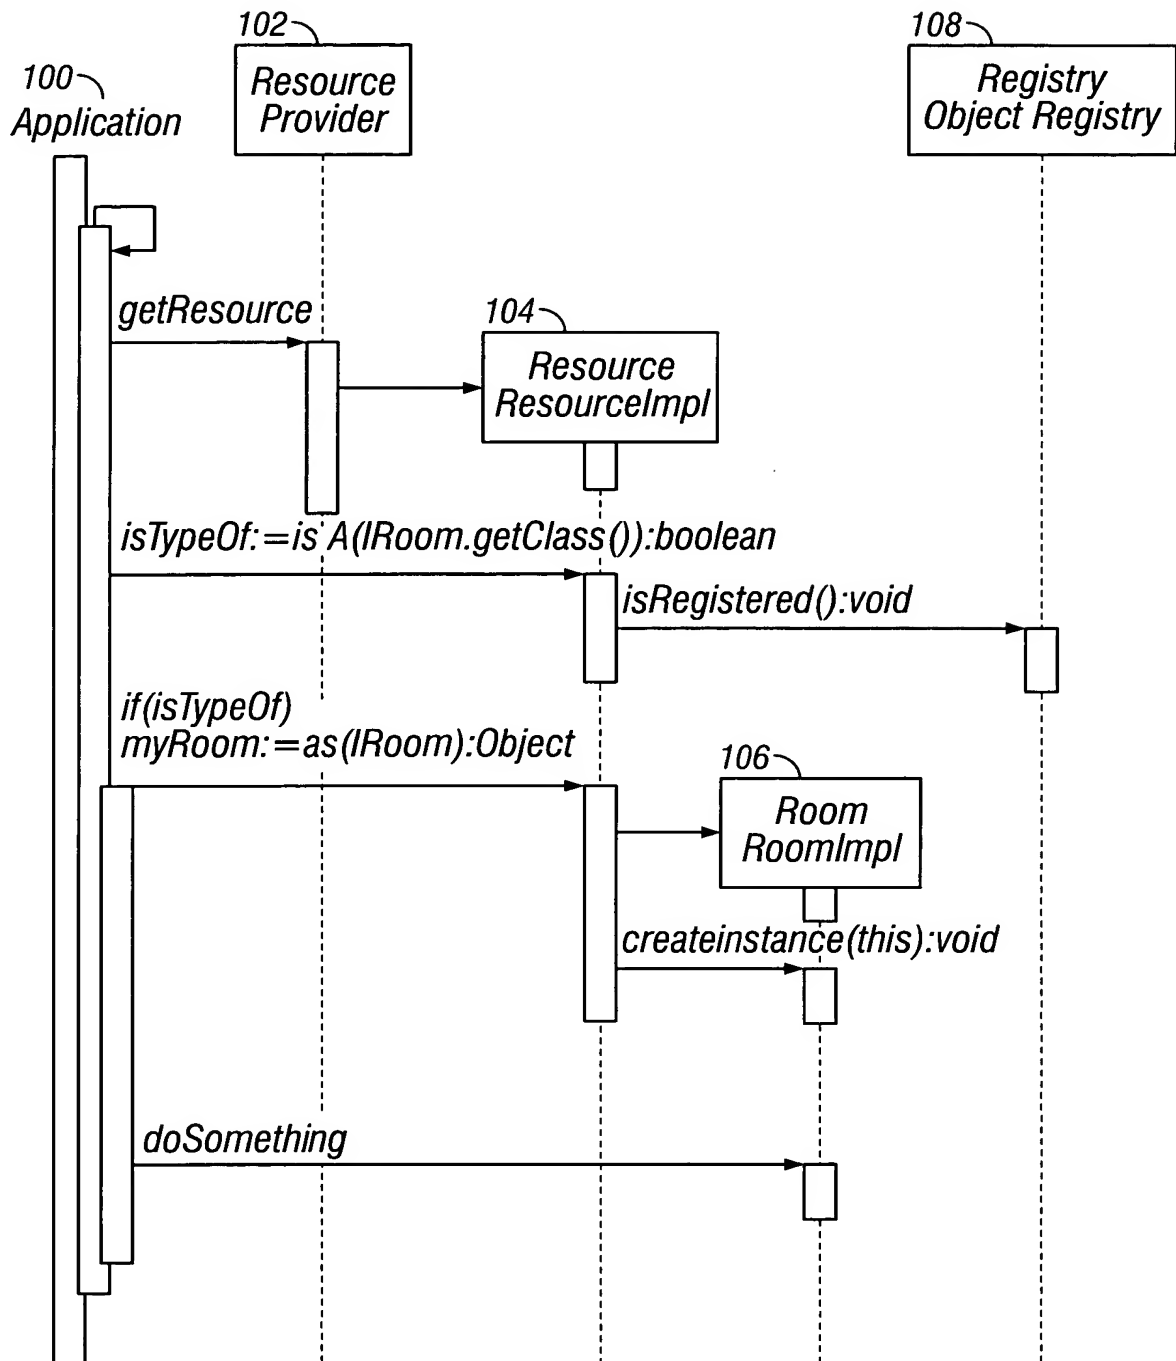 102
108
100
Resource
Provider
Registry
Object Registry
Application
getResource
104
Resource
ResourceImpl
isTypeOf:=is A(IRoom.getClass()):boolean
isRegistered():void
if(isTypeOf)
myRoom:=as(IRoom):Object
106
Room
RoomImpl
createinstance(this):void
doSomething